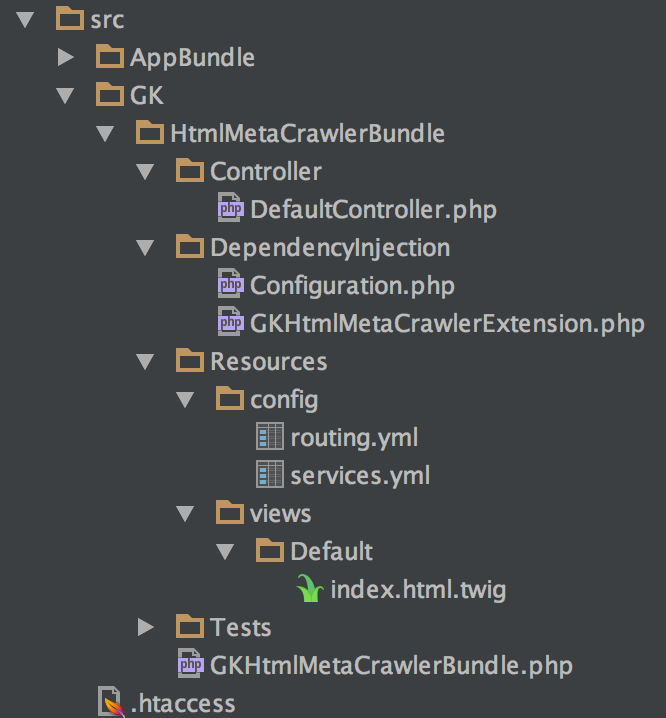 src
AppBundle
GK
HtmlMetaCrawlerBundle
Controller
php DefaultController.php
DependencyInjection
php Configuration.php
php GKHtmlMetaCrawlerExtension.php
Resources
config
routing.yml
services.yml
views
Default
index.html.twig
Tests
php GKHtmlMetaCrawlerBundle.php
.htaccess